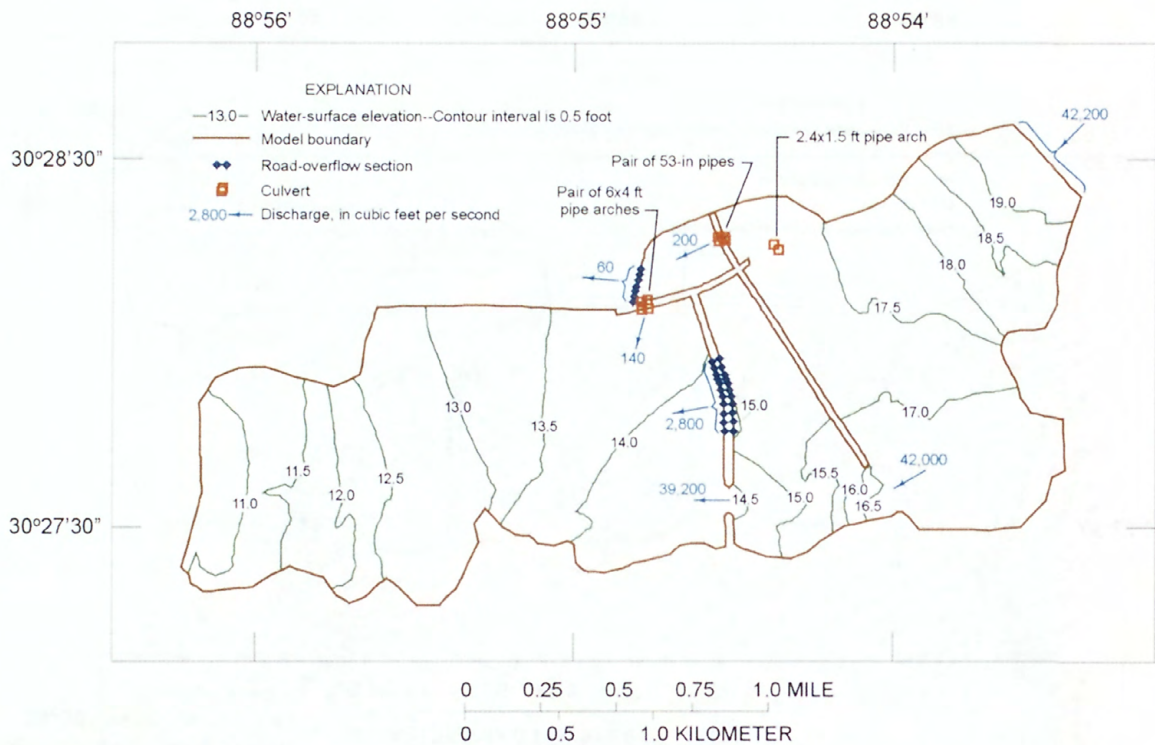 88°56' 88°55' 88°54'
EXPLANATION
—13.0— Water-surface elevation--Contour interval is 0.5 foot
Model boundary
Road-overflow section
Culvert
2,800 Discharge, in cubic feet per second
30°28'30"
30°27'30"
42,200
2.4x1.5 ft pipe arch
Pair of 53-in pipes
Pair of 6x4 ft
pipe arches
200
60
140
19.0
18.5
18.0
17.5
17.0
13.0
13.5
14.0
15.0
2,800
11.0
11.5
12.0
12.5
39,200
14.5
15.0
15.5
16.0
16.5
42,000
0 0.25 0.5 0.75 1.0 MILE
0 0.5 1.0 KILOMETER